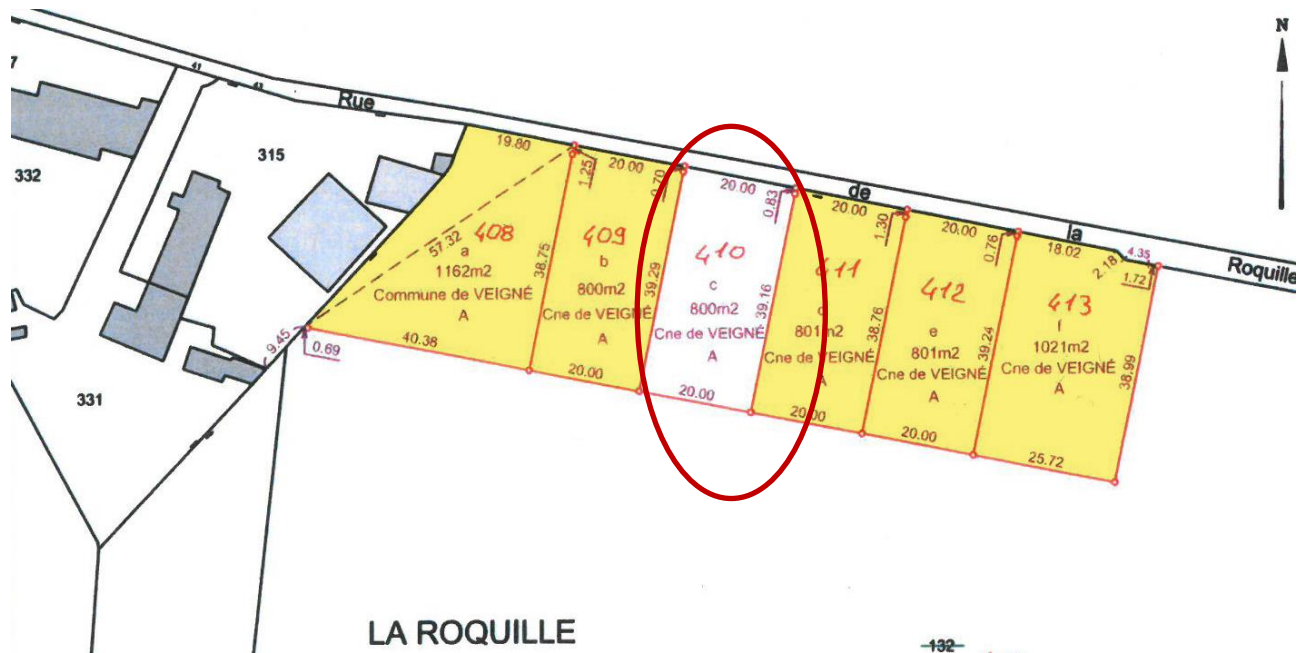 N
41
43
Rue
de
la
Roquille
7
332
315
331
19.80
1.25
20.00
0.70
20.00
0.83
20.00
1.30
20.00
0.76
18.02
2.18
4.35
1.72
57.32
408
a
1162m2
Commune de VEIGNÉ
A
38.75
409
b
800m2
Cne de VEIGNÉ
A
39.29
410
c
800m2
Cne de VEIGNÉ
A
39.16
411
d
801m2
Cne de VEIGNÉ
A
38.76
412
e
801m2
Cne de VEIGNÉ
A
39.24
413
f
1021m2
Cne de VEIGNÉ
A
38.99
9.45
0.69
40.38
20.00
20.00
20.00
20.00
25.72
LA ROQUILLE
132